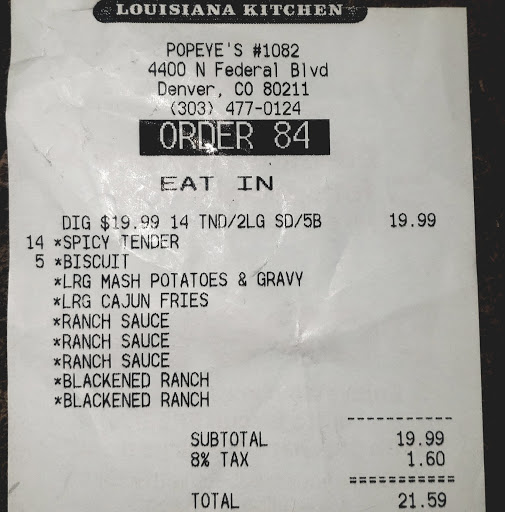 LOUISIANA KITCHEN
POPEYE'S #1082
4400 N Federal Blvd
Denver, CO 80211
(303) 477-0124
ORDER 84
EAT IN
DIG $19.99 14 TND/2LG SD/5B 19.99
14 *SPICY TENDER
5 *BISCUIT
*LRG MASH POTATOES & GRAVY
*LRG CAJUN FRIES
*RANCH SAUCE
*RANCH SAUCE
*RANCH SAUCE
*BLACKENED RANCH
*BLACKENED RANCH
SUBTOTAL 19.99
8% TAX 1.60
TOTAL 21.59